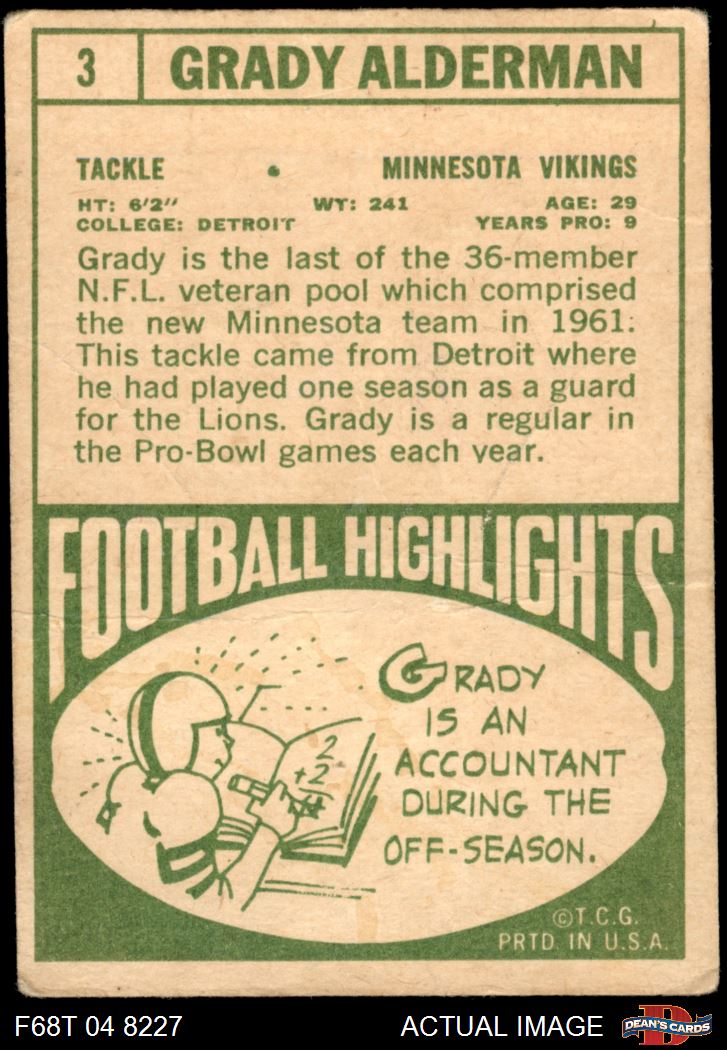 3 GRADY ALDERMAN
TACKLE • MINNESOTA VIKINGS
HT: 6'2" WT: 241 AGE: 29
COLLEGE: DETROIT YEARS PRO: 9
Grady is the last of the 36-member
N.F.L. veteran pool which comprised
the new Minnesota team in 1961.
This tackle came from Detroit where
he had played one season as a guard
for the Lions. Grady is a regular in
the Pro-Bowl games each year.
FOOTBALL HIGHLIGHTS
GRADY
IS AN
ACCOUNTANT
DURING THE
OFF-SEASON.
2
+2
©T.C.G.
PRTD. IN U.S.A.
F68T 04 8227 ACTUAL IMAGE D DEAN'S CARDS